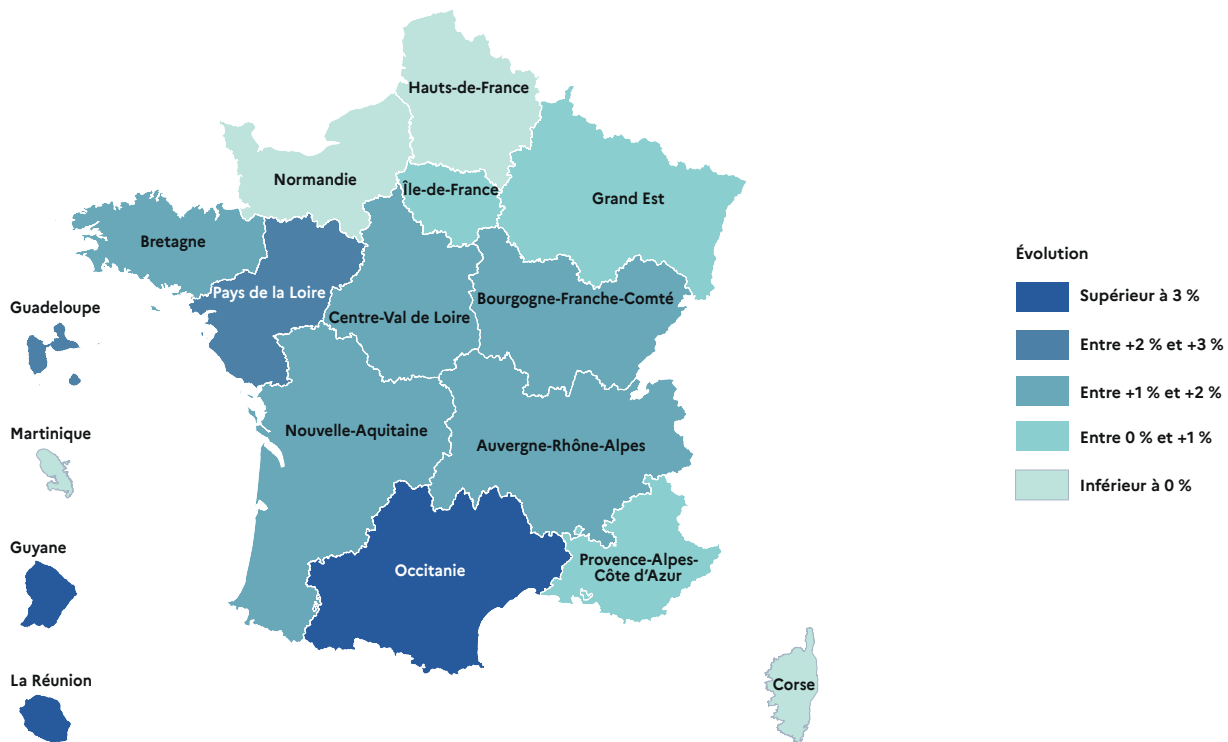 Hauts-de-France
Normandie
Île-de-France
Grand Est
Bretagne
Pays de la Loire
Centre-Val de Loire
Bourgogne-Franche-Comté
Nouvelle-Aquitaine
Auvergne-Rhône-Alpes
Occitanie
Provence-Alpes-
Côte d'Azur
Corse
Guadeloupe
Martinique
Guyane
La Réunion
Évolution
Supérieur à 3 %
Entre +2 % et +3 %
Entre +1 % et +2 %
Entre 0 % et +1 %
Inférieur à 0 %